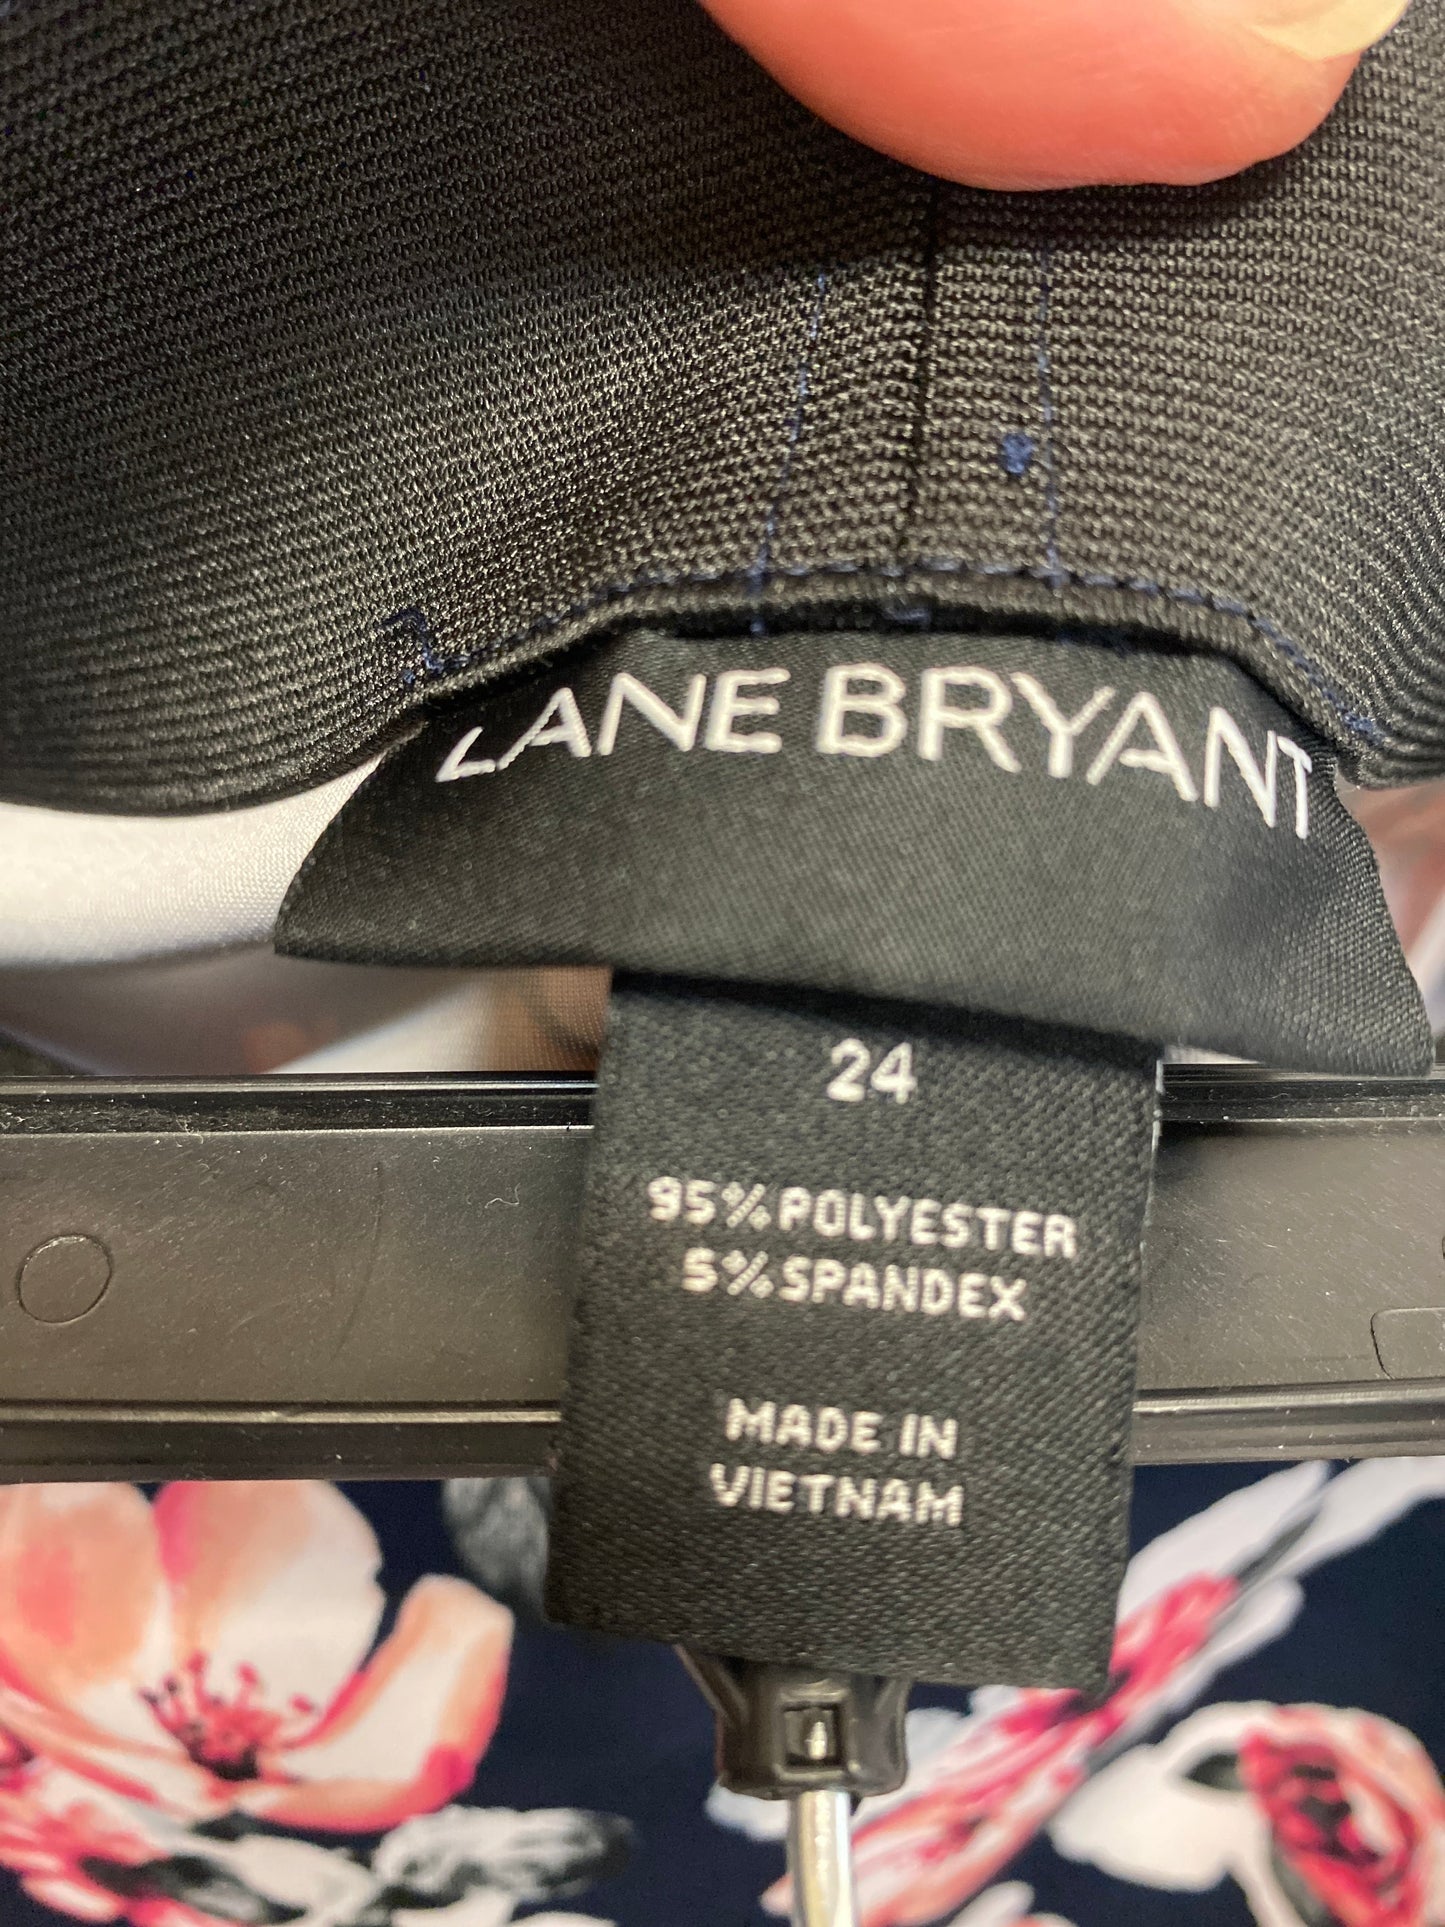 LANE BRYANT
24
95% POLYESTER
5% SPANDEX
MADE IN
VIETNAM